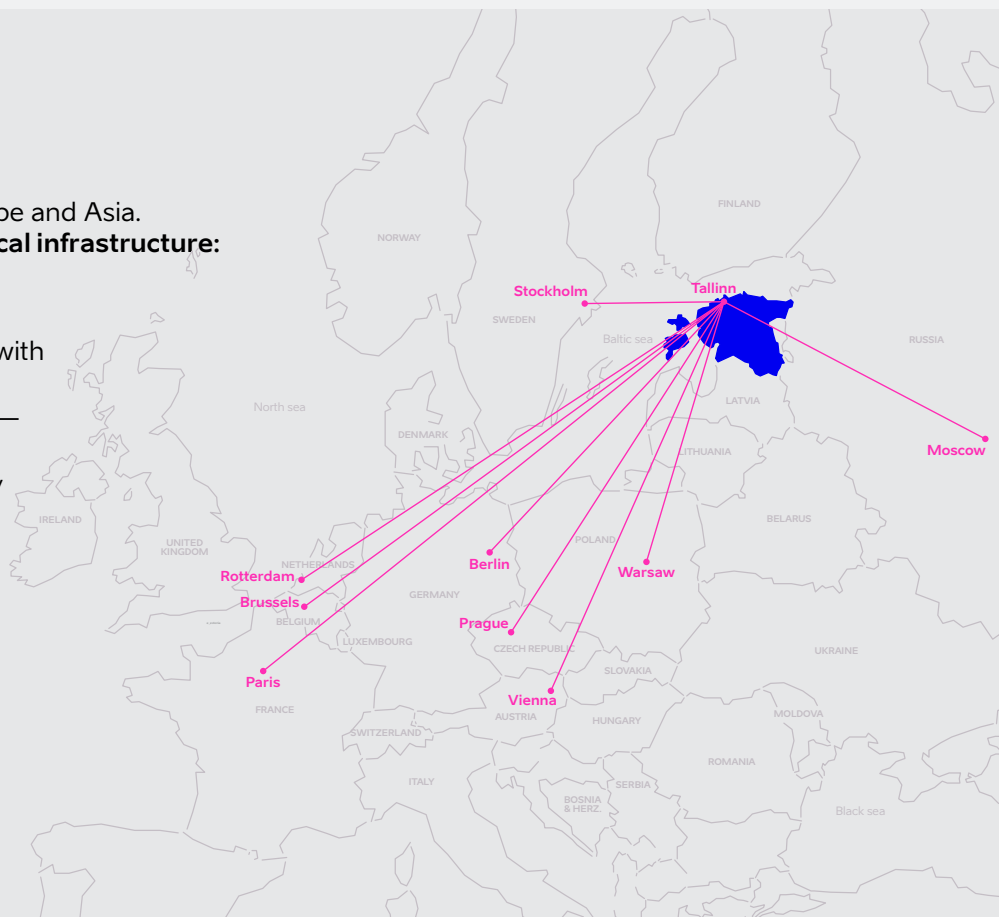 pe and Asia.
cal infrastructure:
with
FINLAND
NORWAY
Stockholm
Tallinn
SWEDEN
Baltic sea
RUSSIA
North sea
LATVIA
DENMARK
LITHUANIA
Moscow
IRELAND
UNITED
KINGDOM
BELARUS
POLAND
NETHERLANDS
Berlin
Warsaw
Rotterdam
GERMANY
Brussels
BELGIUM
Prague
LUXEMBOURG
CZECH REPUBLIC
UKRAINE
SLOVAKIA
Paris
Vienna
FRANCE
AUSTRIA
HUNGARY
MOLDOVA
SWITZERLAND
ROMANIA
ITALY
SERBIA
BOSNIA
& HERZ.
Black sea